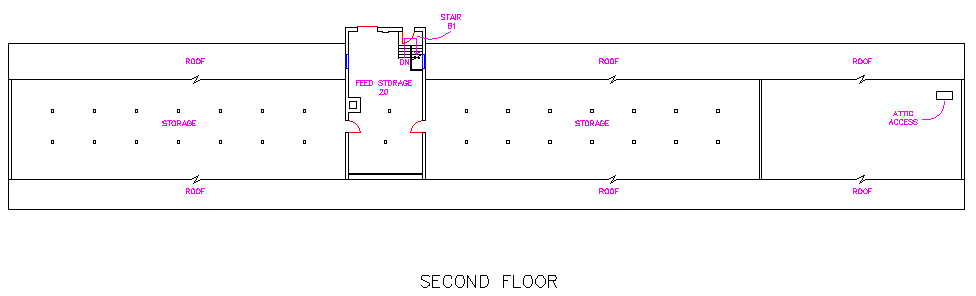 STAIR
B1
ROOF
ROOF
ROOF
DN
FEED STORAGE
20
ATTIC
ACCESS
STORAGE
STORAGE
ROOF
ROOF
ROOF
SECOND FLOOR